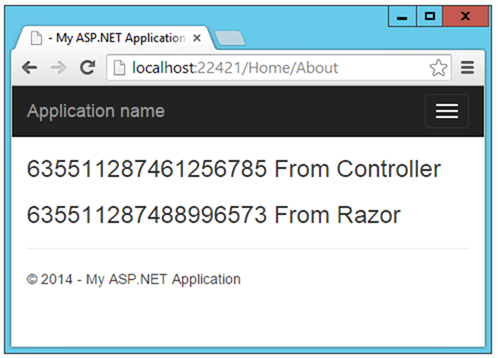 - My ASP.NET Application
localhost:22421/Home/About
Application name
635511287461256785 From Controller
635511287488996573 From Razor
© 2014 - My ASP.NET Application